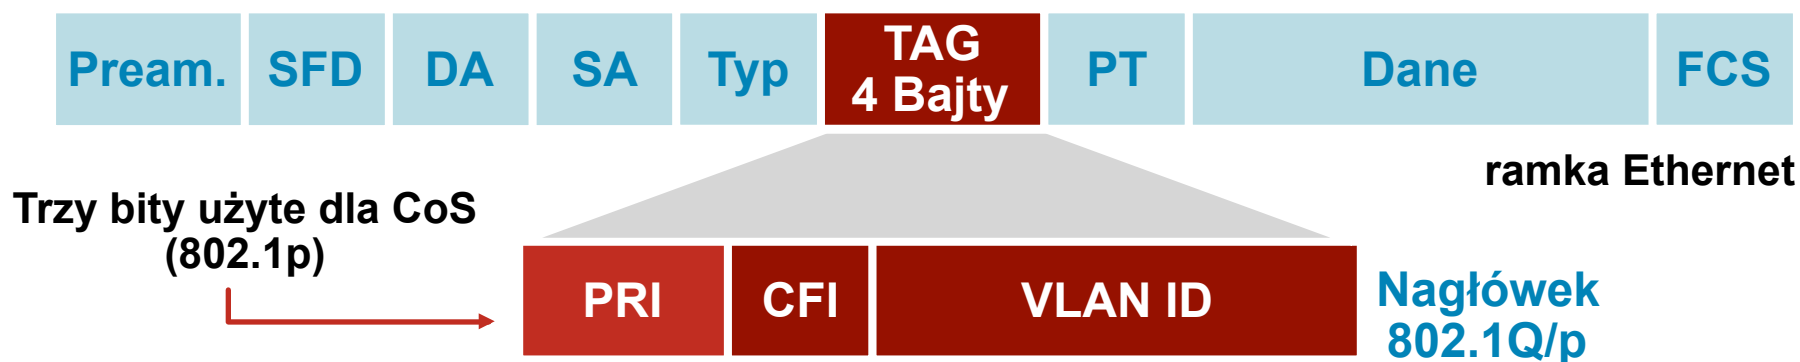 Pream. SFD DA SA Typ TAG 4 Bajty PT Dane FCS
ramka Ethernet
Trzy bity użyte dla CoS
(802.1p)
PRI CFI VLAN ID
Nagłówek
802.1Q/p